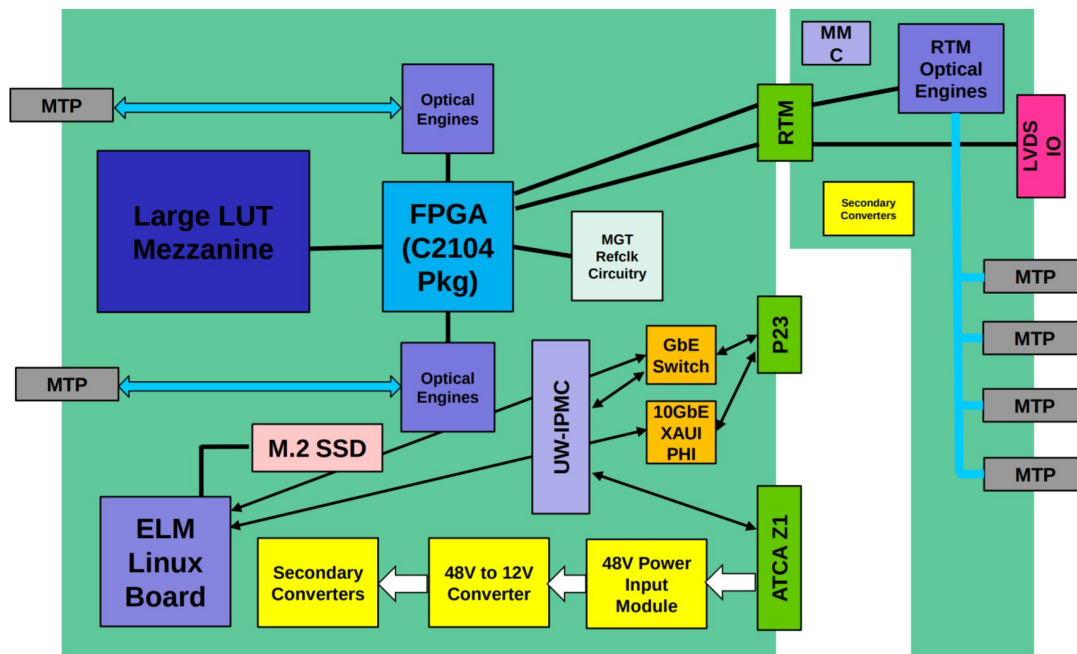 MM
C
RTM
Optical
Engines
MTP
Optical
Engines
RTM
LVDS
IO
Large LUT
Mezzanine
FPGA
(C2104
Pkg)
MGT
Refclk
Circuitry
Secondary
Converters
MTP
P23
GbE
Switch
MTP
MTP
Optical
Engines
UW-IPMC
10GbE
XAUI
PHI
MTP
M.2 SSD
MTP
ELM
Linux
Board
Secondary
Converters
48V to 12V
Converter
48V Power
Input
Module
ATCA Z1